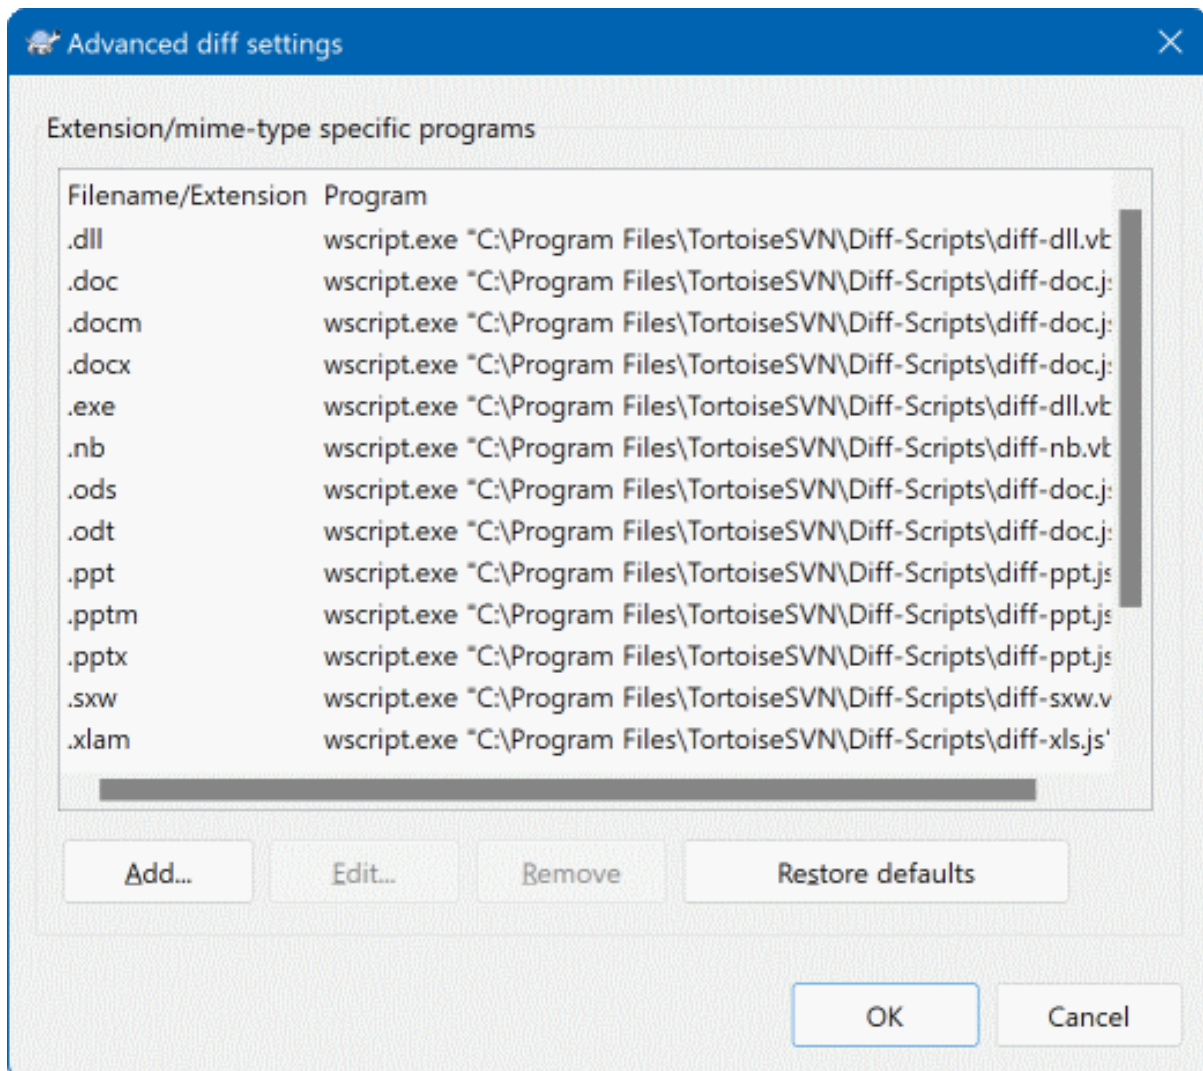 Advanced diff settings
Extension/mime-type specific programs
Filename/Extension Program
.dll wscript.exe "C:\Program Files\TortoiseSVN\Diff-Scripts\diff-dll.vb
.doc wscript.exe "C:\Program Files\TortoiseSVN\Diff-Scripts\diff-doc.js
.docm wscript.exe "C:\Program Files\TortoiseSVN\Diff-Scripts\diff-doc.js
.docx wscript.exe "C:\Program Files\TortoiseSVN\Diff-Scripts\diff-doc.js
.exe wscript.exe "C:\Program Files\TortoiseSVN\Diff-Scripts\diff-dll.vb
.nb wscript.exe "C:\Program Files\TortoiseSVN\Diff-Scripts\diff-nb.vb
.ods wscript.exe "C:\Program Files\TortoiseSVN\Diff-Scripts\diff-doc.js
.odt wscript.exe "C:\Program Files\TortoiseSVN\Diff-Scripts\diff-doc.js
.ppt wscript.exe "C:\Program Files\TortoiseSVN\Diff-Scripts\diff-ppt.js
.pptm wscript.exe "C:\Program Files\TortoiseSVN\Diff-Scripts\diff-ppt.js
.pptx wscript.exe "C:\Program Files\TortoiseSVN\Diff-Scripts\diff-ppt.js
.sxw wscript.exe "C:\Program Files\TortoiseSVN\Diff-Scripts\diff-sxw.v
.xlam wscript.exe "C:\Program Files\TortoiseSVN\Diff-Scripts\diff-xls.js"
Add... Edit... Remove Restore defaults
OK Cancel